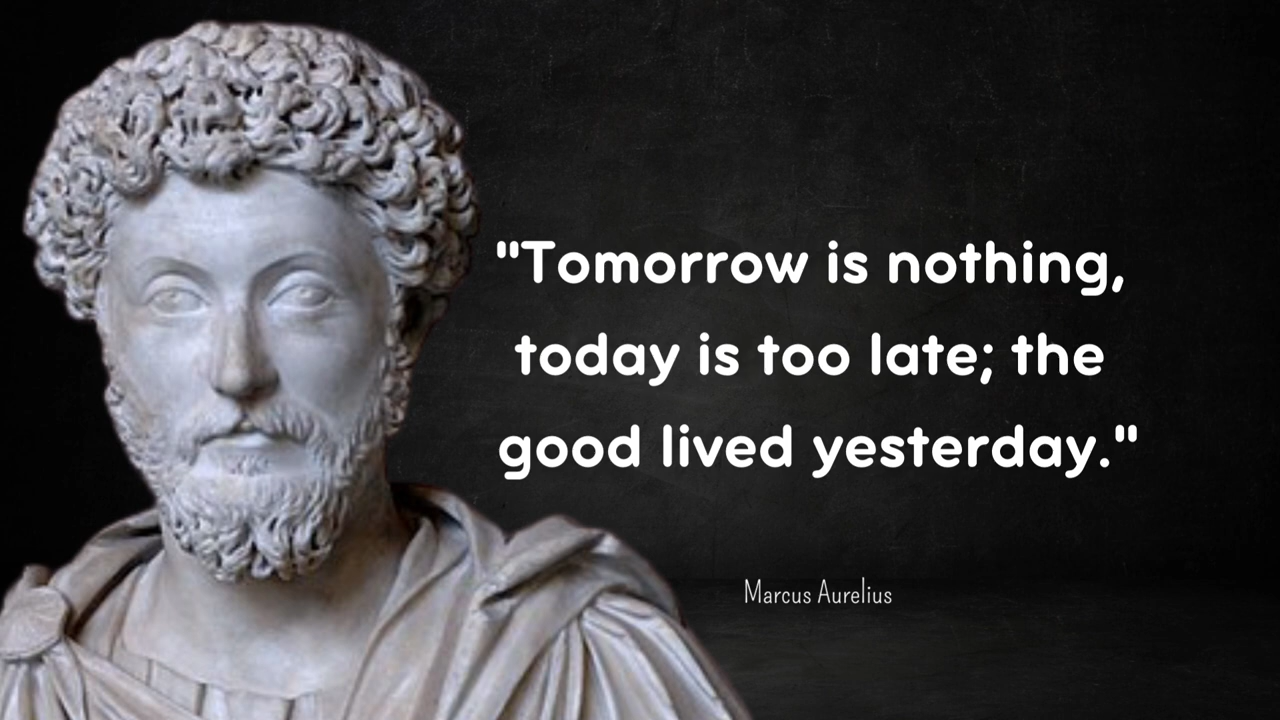 "Tomorrow is nothing,
today is too late; the
good lived yesterday."
Marcus Aurelius